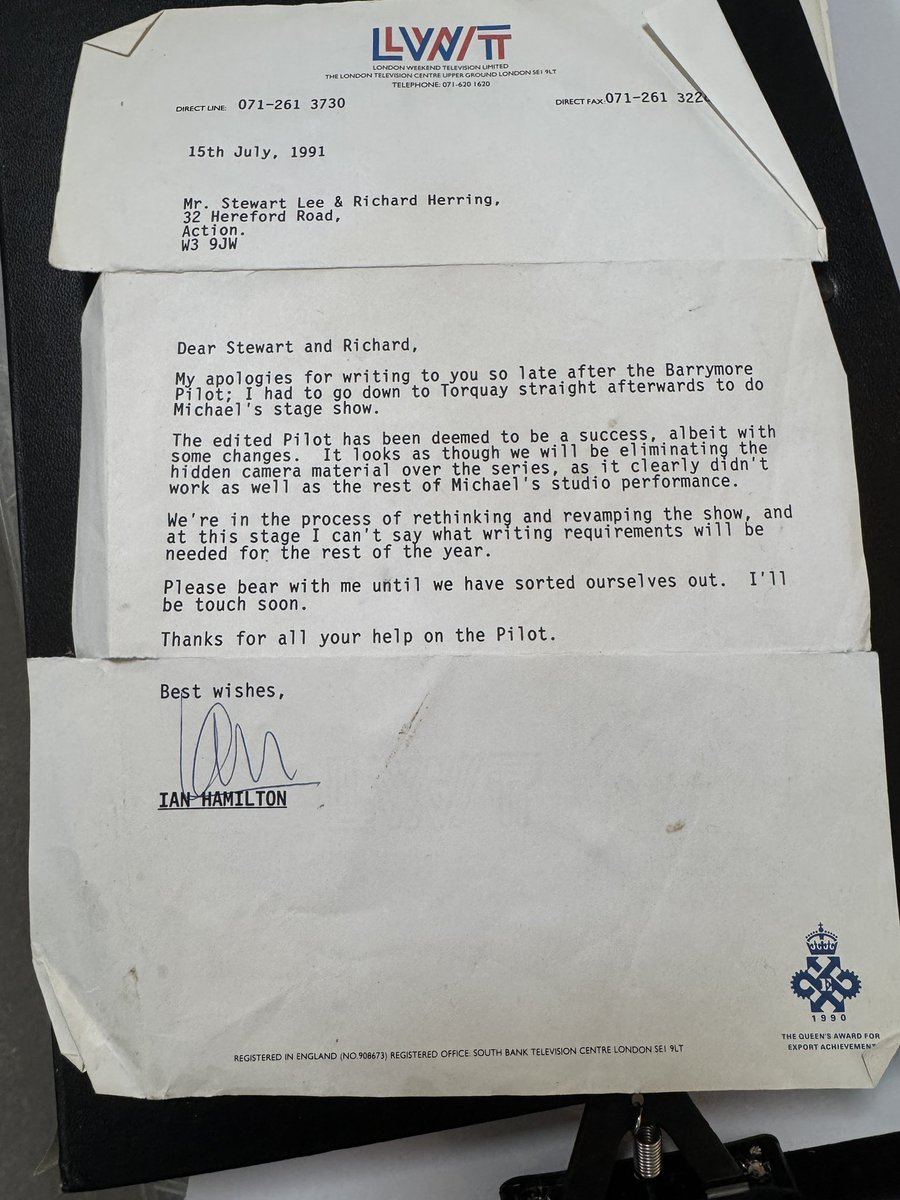 LWT
LONDON WEEKEND TELEVISION LIMITED
THE LONDON TELEVISION CENTRE UPPER GROUND LONDON SE1 9LT
TELEPHONE: 071-620 1620
DIRECT LINE: 071-261 3730
DIRECT FAX: 071-261 322
15th July, 1991
Mr. Stewart Lee & Richard Herring,
32 Hereford Road,
Action.
W3 9JW
Dear Stewart and Richard,
My apologies for writing to you so late after the Barrymore
Pilot; I had to go down to Torquay straight afterwards to do
Michael's stage show.
The edited Pilot has been deemed to be a success, albeit with
some changes. It looks as though we will be eliminating the
hidden camera material over the series, as it clearly didn't
work as well as the rest of Michael's studio performance.
We're in the process of rethinking and revamping the show, and
at this stage I can't say what writing requirements will be
needed for the rest of the year.
Please bear with me until we have sorted ourselves out. I'll
be touch soon.
Thanks for all your help on the Pilot.
Best wishes,
Ian
IAN HAMILTON
E
1990
THE QUEEN'S AWARD FOR
EXPORT ACHIEVEMENT
REGISTERED IN ENGLAND (NO.908673) REGISTERED OFFICE: SOUTH BANK TELEVISION CENTRE LONDON SE1 9LT